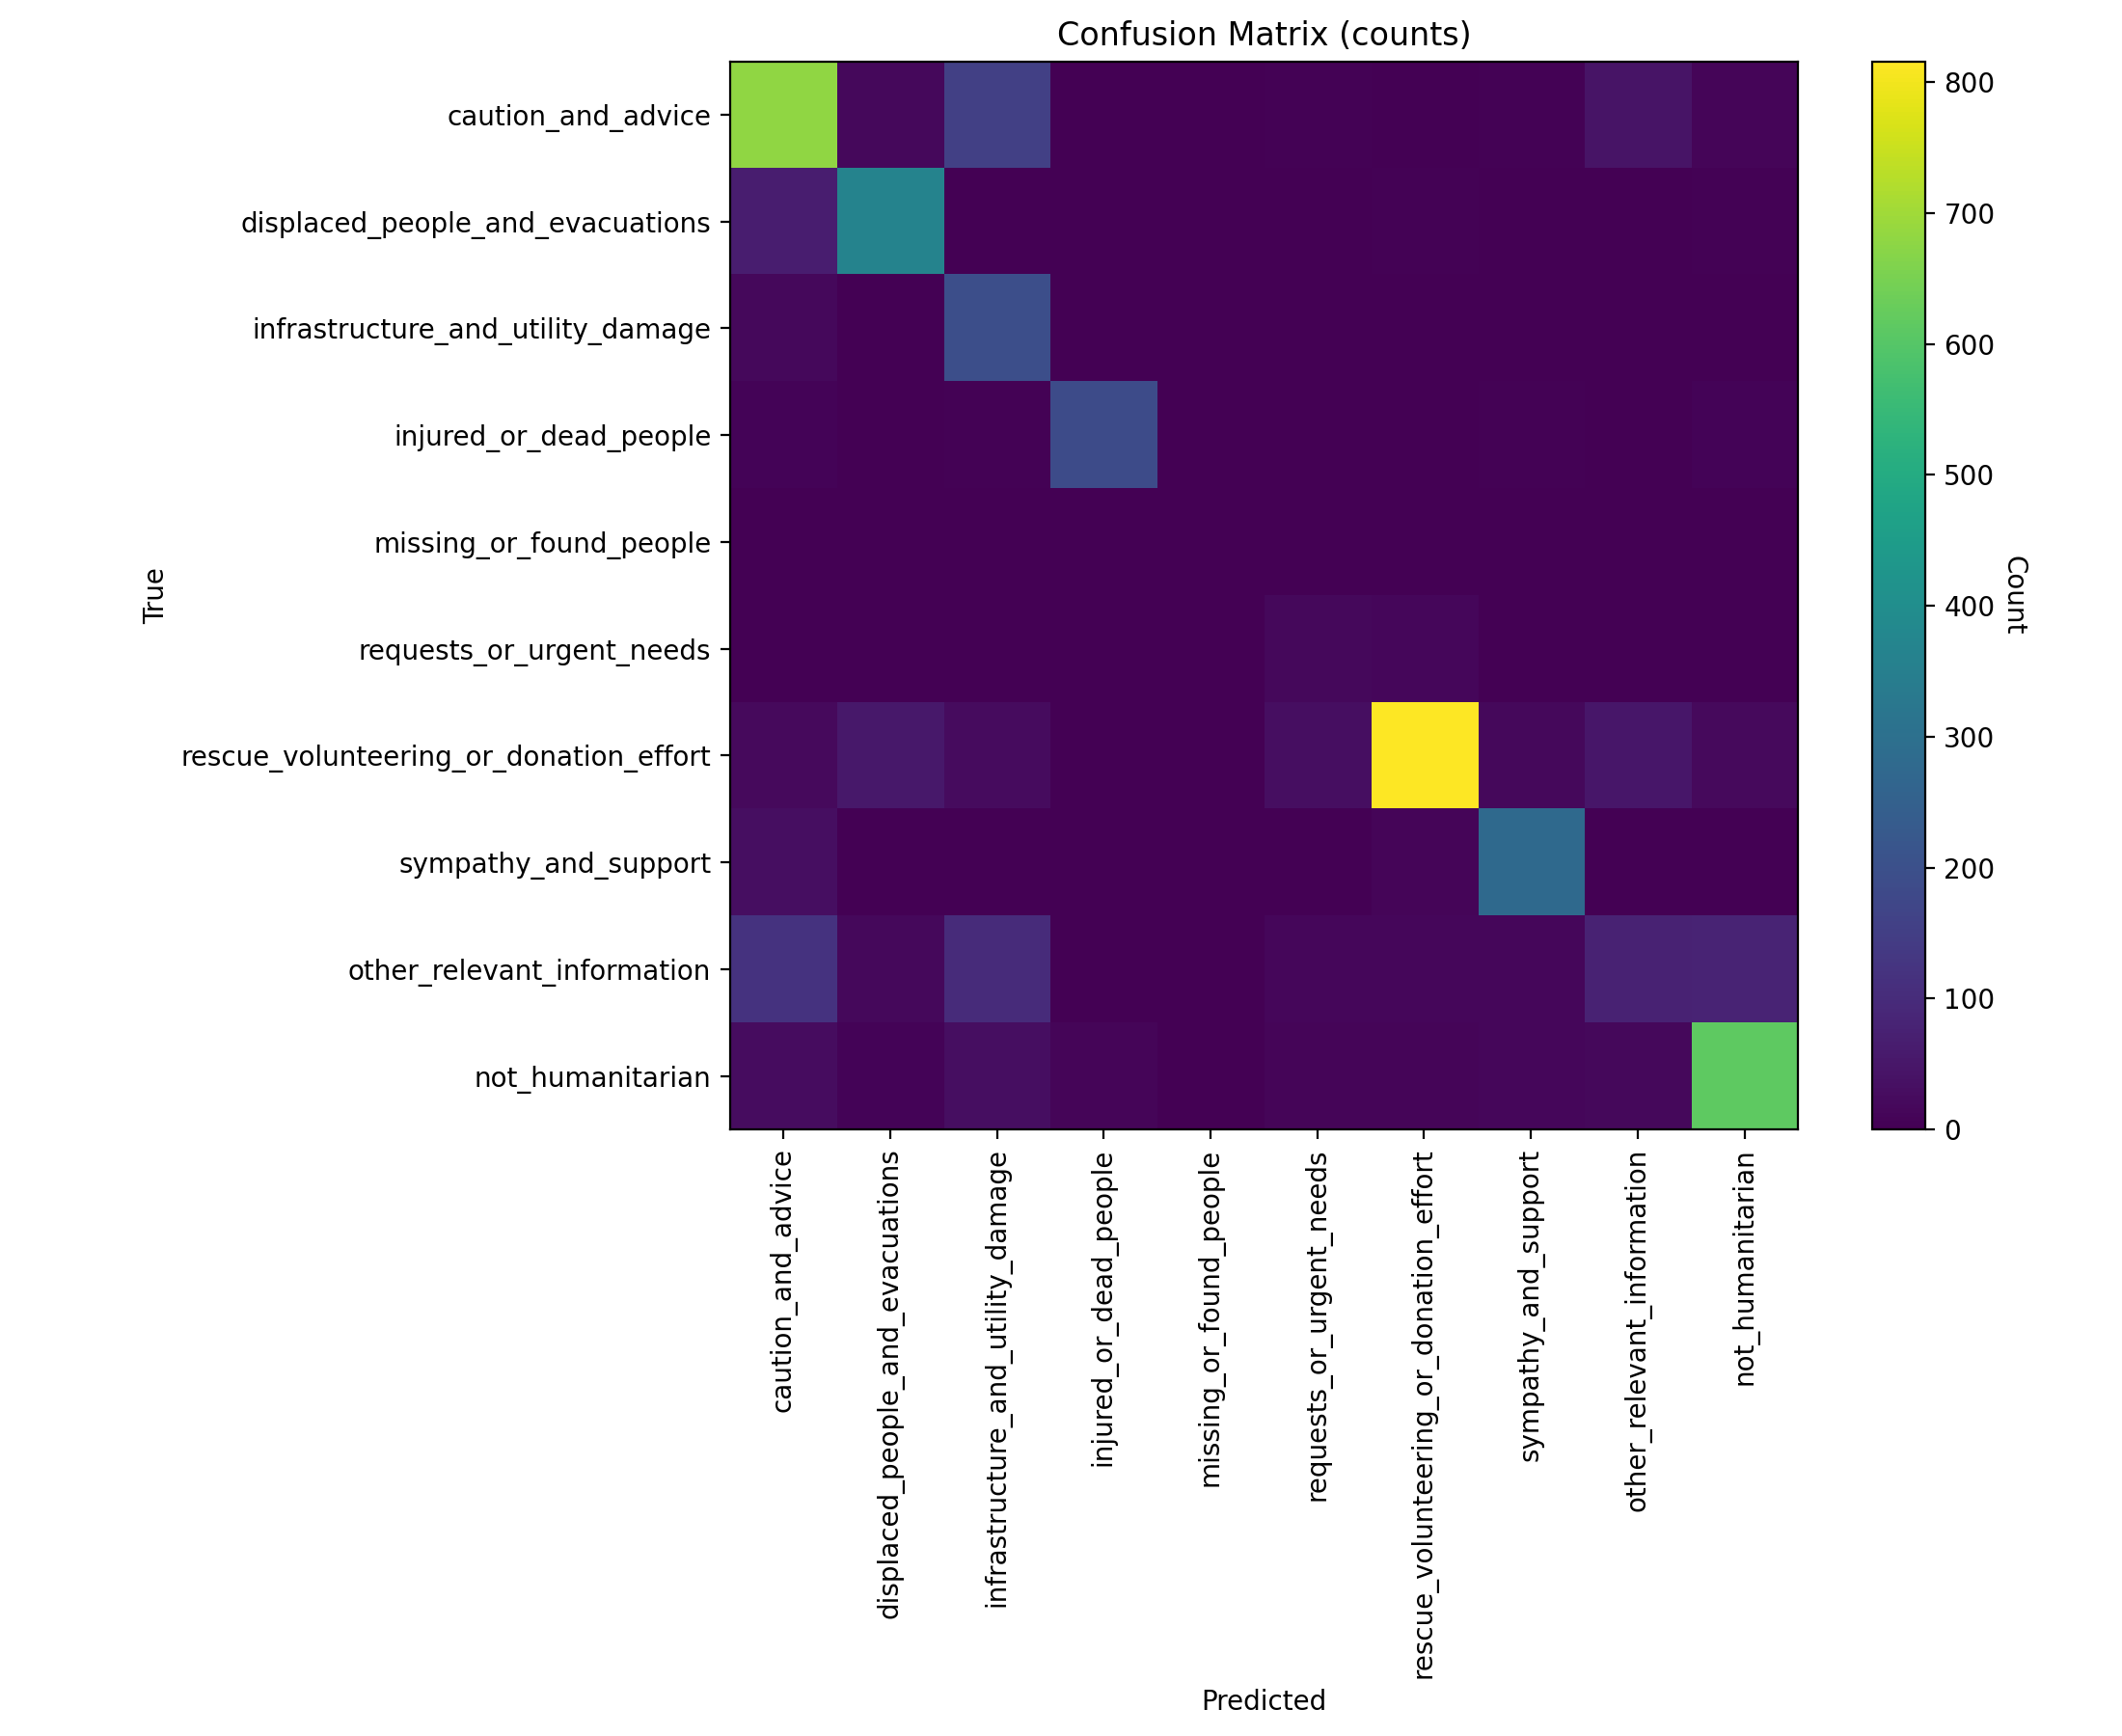 Confusion Matrix (counts)
True
caution_and_advice
displaced_people_and_evacuations
infrastructure_and_utility_damage
injured_or_dead_people
missing_or_found_people
requests_or_urgent_needs
rescue_volunteering_or_donation_effort
sympathy_and_support
other_relevant_information
not_humanitarian
caution_and_advice
displaced_people_and_evacuations
infrastructure_and_utility_damage
injured_or_dead_people
missing_or_found_people
requests_or_urgent_needs
rescue_volunteering_or_donation_effort
sympathy_and_support
other_relevant_information
not_humanitarian
Predicted
800
700
600
500
400
300
200
100
0
Count